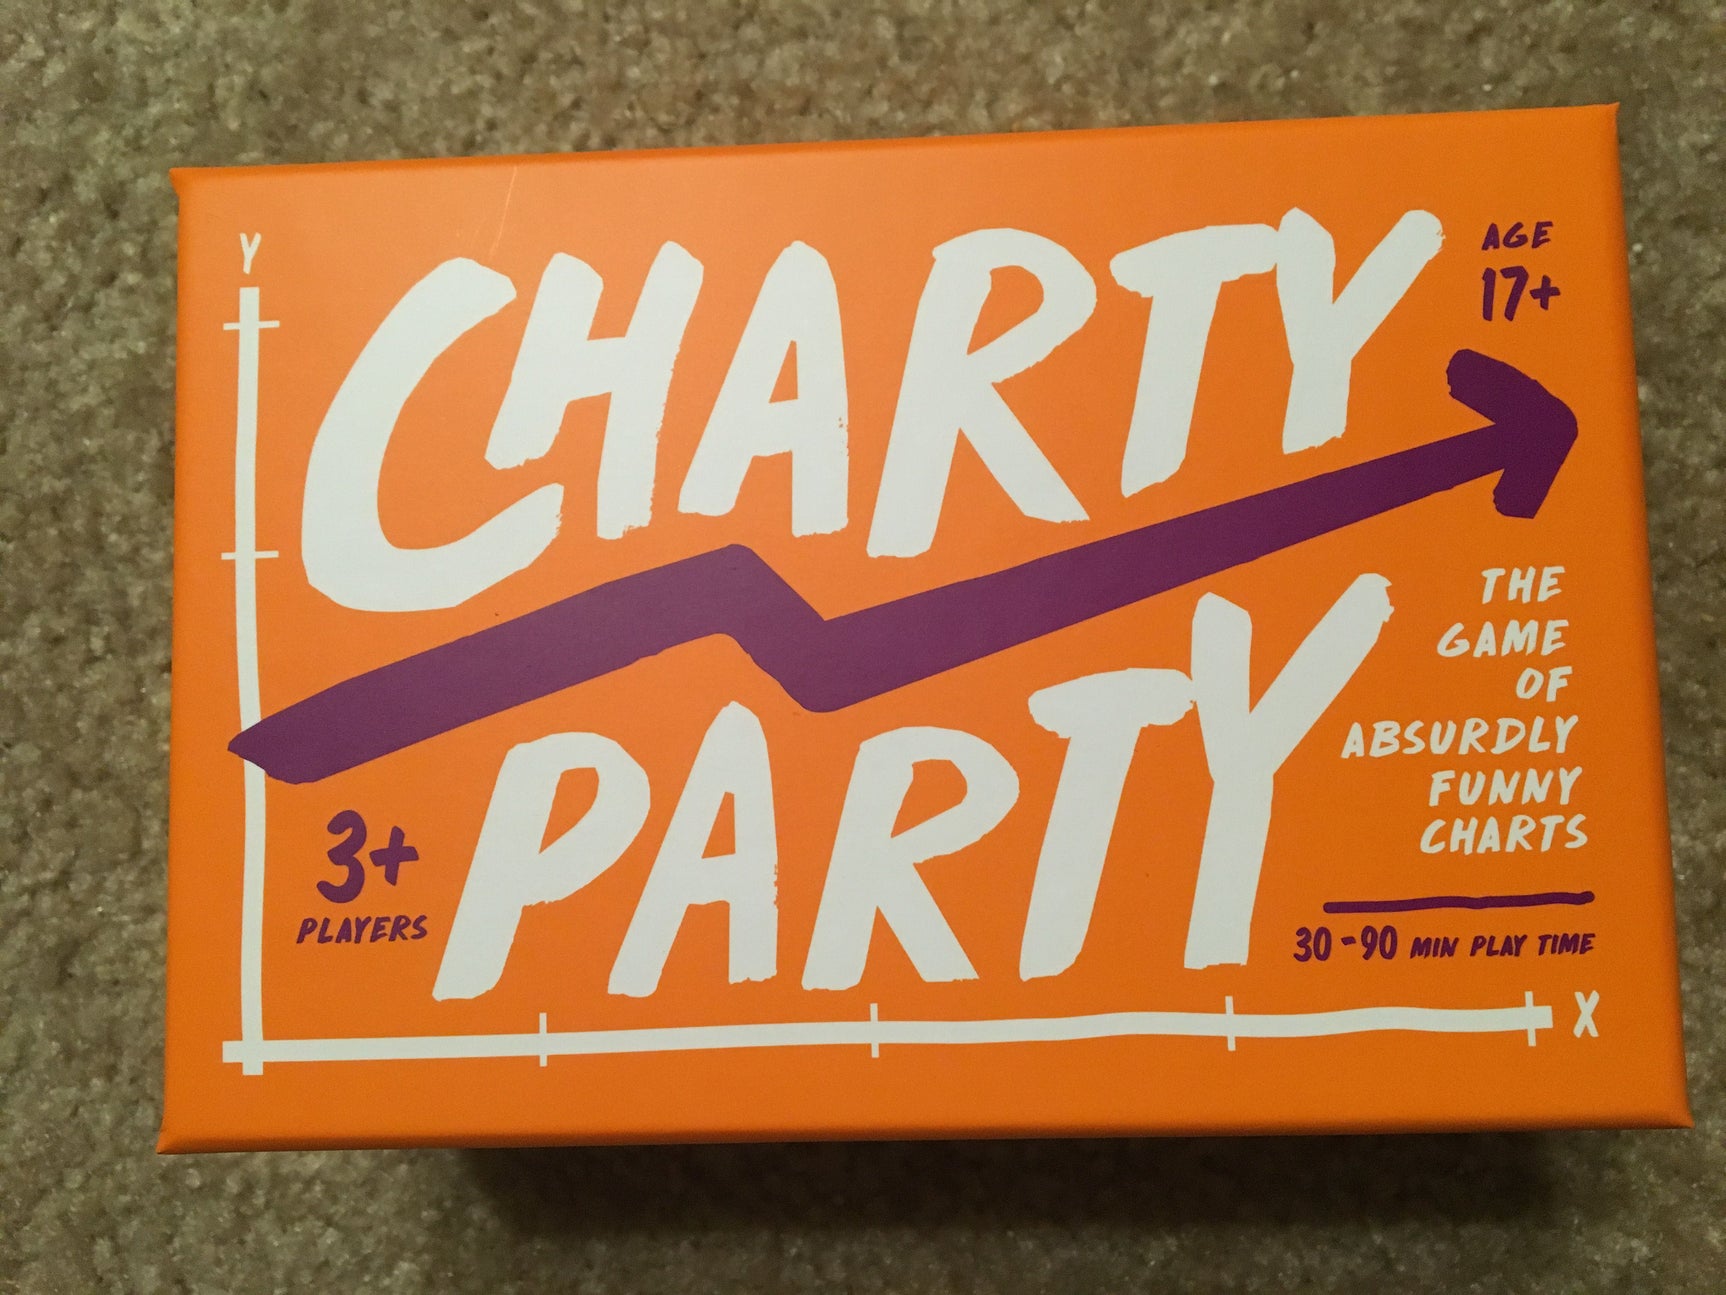 Y
CHARTY
PARTY
AGE
17+
THE
GAME
OF
ABSURDLY
FUNNY
CHARTS
3+
PLAYERS
30-90 MIN PLAY TIME
X